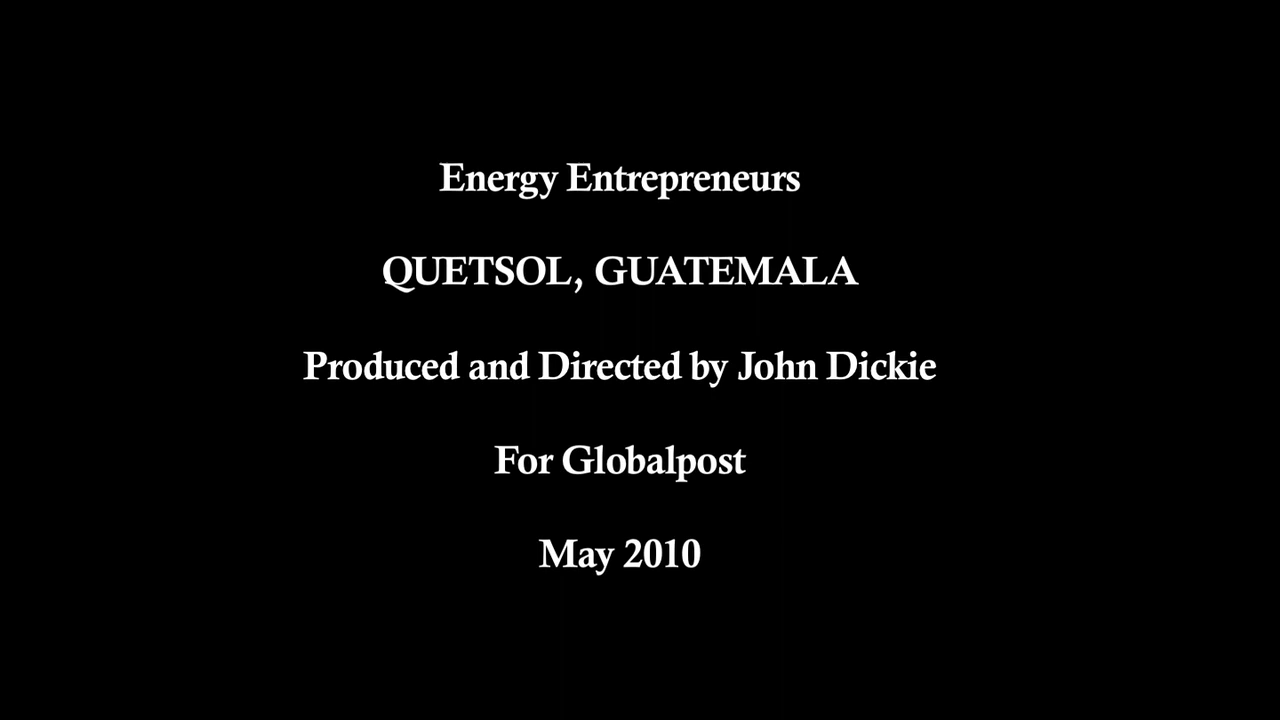 Energy Entrepreneurs
QUETSOL, GUATEMALA
Produced and Directed by John Dickie
For Globalpost
May 2010